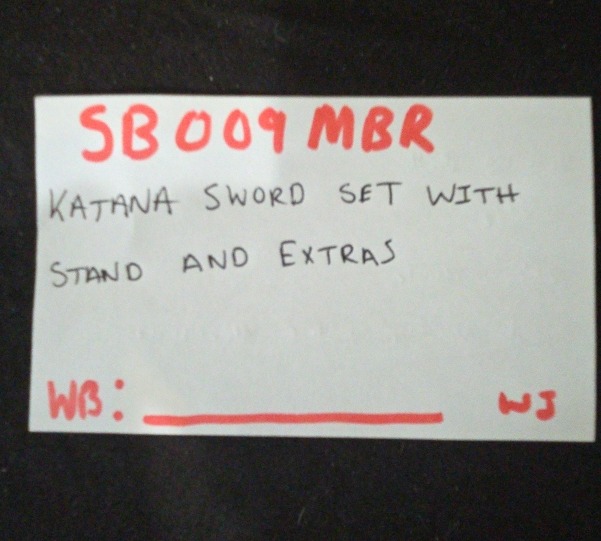 SB009 MBR
KATANA SWORD SET WITH
STAND AND EXTRAS
WB: WJ